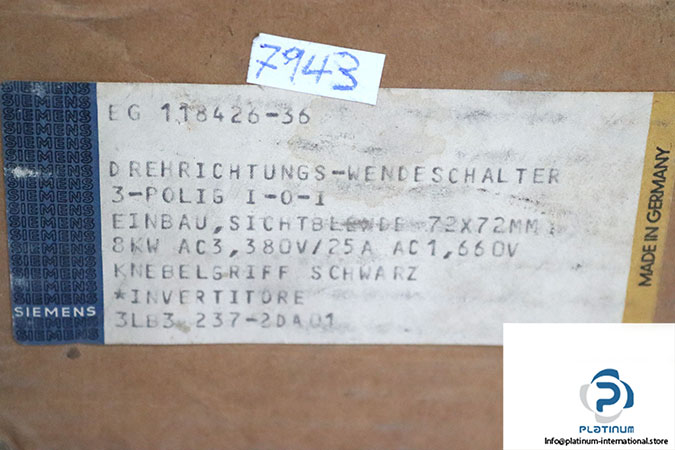 7943
EG 118426-36
DREHRICHTUNGS-WENDESCHALTER
3-POLIG I-0-I
EINBAU, SICHTBLENDE 72X72MM
8KW AC3, 380V/25A AC1, 660V
KNEBELGRIFF SCHWARZ
*INVERTITORE
3LB3 237-2DA01
SIEMENS
MADE IN GERMANY
PLATINUM
Info@platinum-international.store